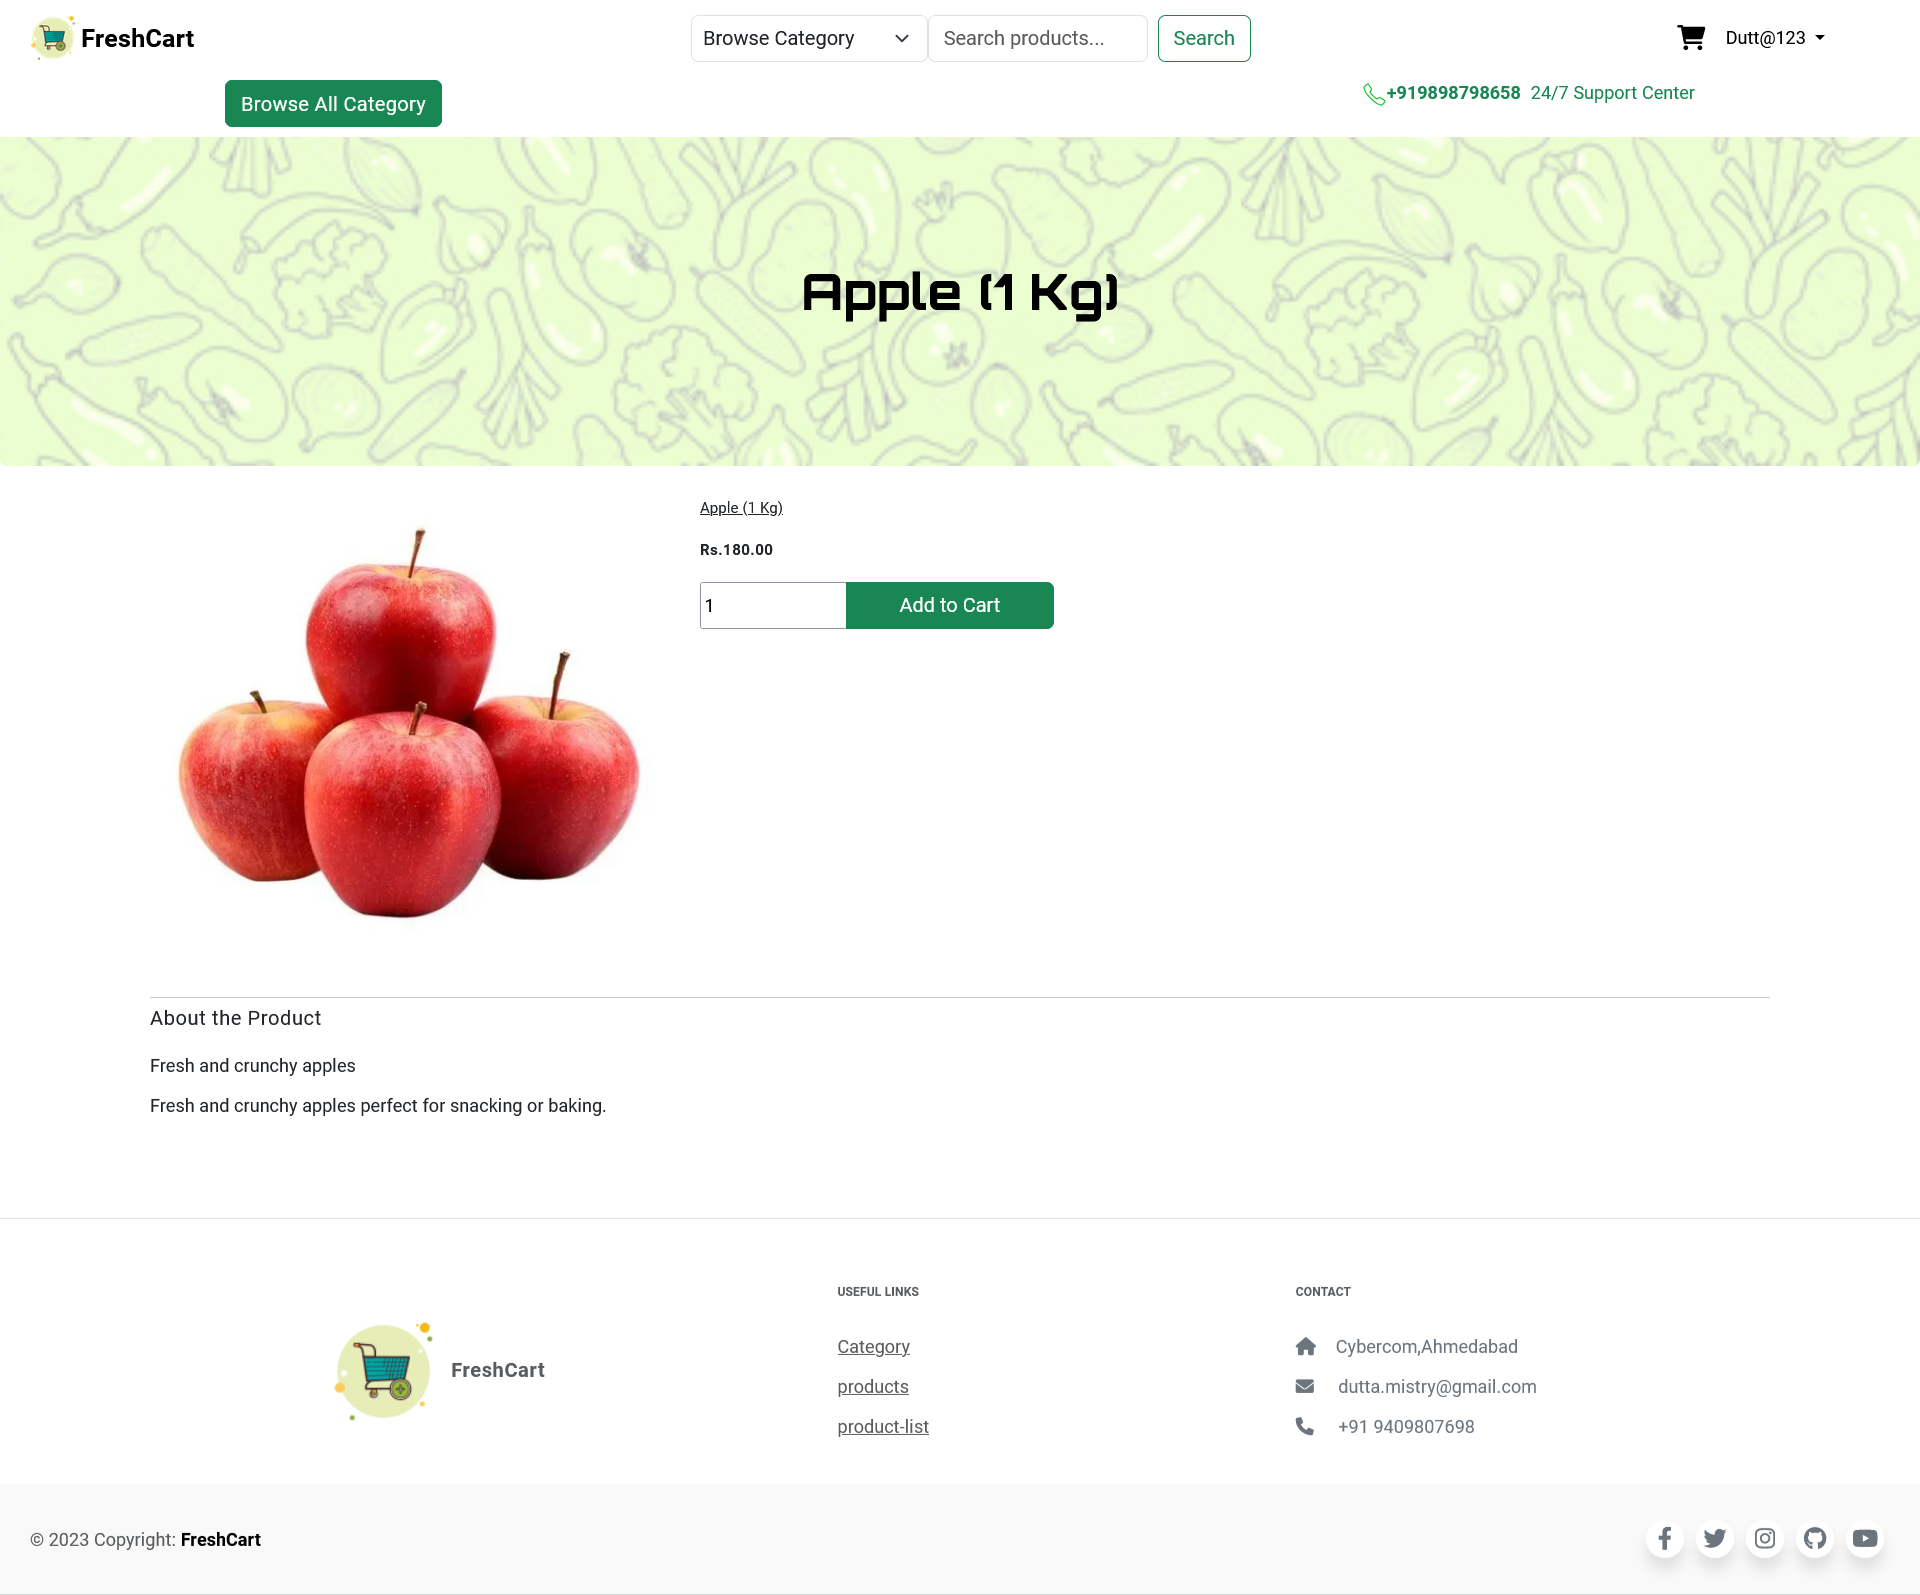 FreshCart
Browse Category
Search products...
Search
Dutt@123
Browse All Category
+919898798658 24/7 Support Center
Apple (1 Kg)
Apple (1 Kg)
Rs.180.00
1
Add to Cart
About the Product
Fresh and crunchy apples
Fresh and crunchy apples perfect for snacking or baking.
FreshCart
USEFUL LINKS
Category
products
product-list
CONTACT
Cybercom,Ahmedabad
dutta.mistry@gmail.com
+91 9409807698
© 2023 Copyright: FreshCart